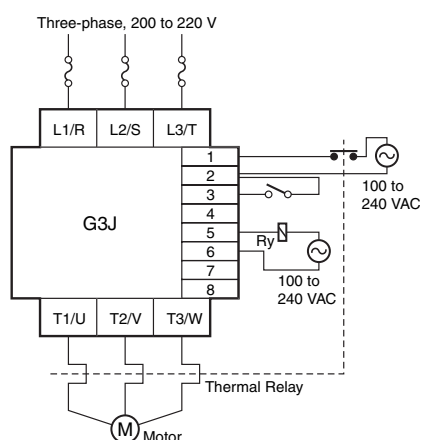 Three-phase, 200 to 220 V
L1/R L2/S L3/T
1
2
3
4
5
6
7
8
G3J
100 to
240 VAC
Ry
100 to
240 VAC
T1/U T2/V T3/W
Thermal Relay
M Motor